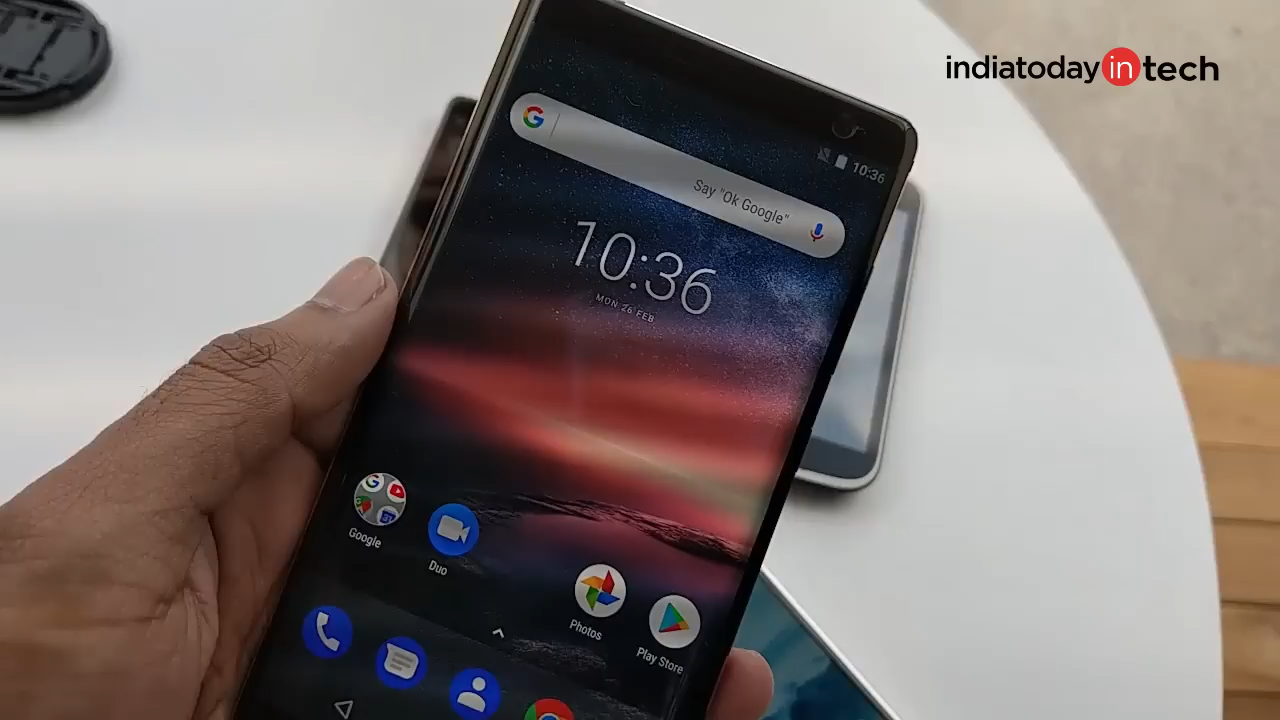 indiatoday in tech
10:36
Say "Ok Google"
10:36
MON 26 FEB
Google
Duo
Photos
Play Store